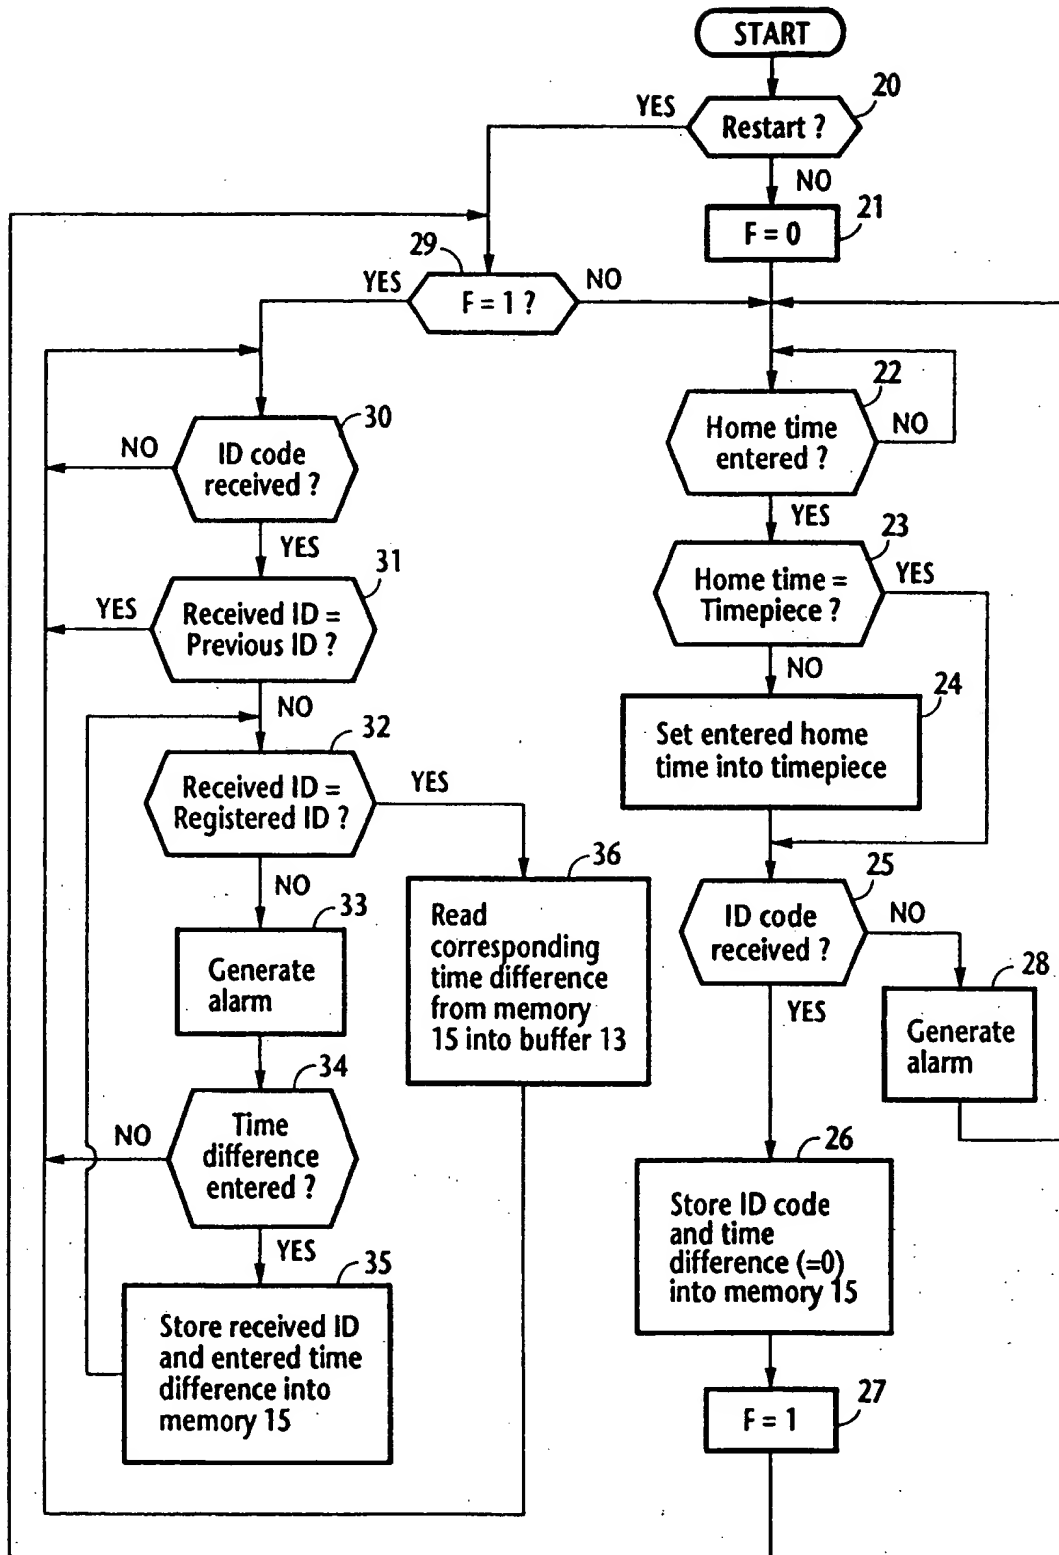 START
20
YES
Restart ?
NO
21
F = 0
29
YES
F = 1 ?
NO
22
Home time
entered ?
NO
30
NO
ID code
received ?
YES
YES
23
Home time =
Timepiece ?
YES
31
YES
Received ID =
Previous ID ?
NO
NO
24
Set entered home
time into timepiece
32
Received ID =
Registered ID ?
YES
NO
36
Read
corresponding
time difference
from memory
15 into buffer 13
25
ID code
received ?
NO
YES
28
Generate
alarm
33
Generate
alarm
34
NO
Time
difference
entered ?
YES
26
Store ID code
and time
difference (=0)
into memory 15
35
Store received ID
and entered time
difference into
memory 15
27
F = 1